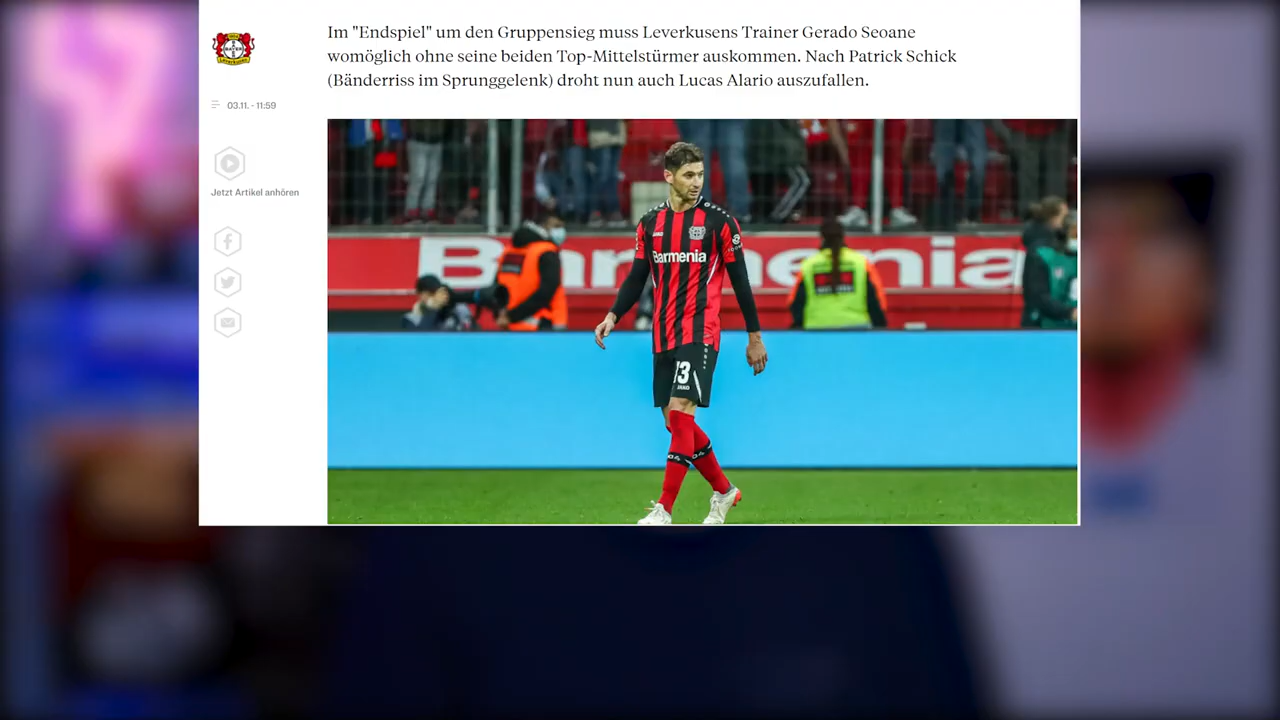 Im "Endspiel" um den Gruppensieg muss Leverkusens Trainer Gerado Seoane
womöglich ohne seine beiden Top-Mittelstürmer auskommen. Nach Patrick Schick
(Bänderriss im Sprunggelenk) droht nun auch Lucas Alario auszufallen.
03.11. - 11:59
Jetzt Artikel anhören
Barmenia
Barmenia
13
JAKO